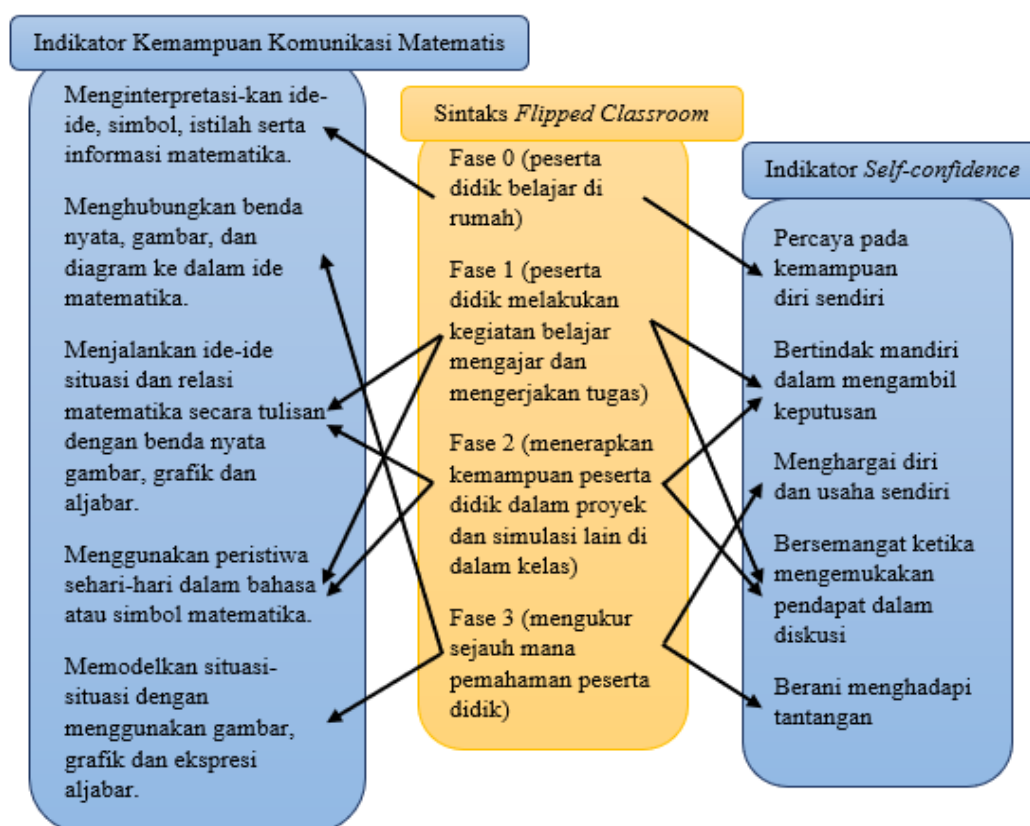 Indikator Kemampuan Komunikasi Matematis
Menginterpretasi-kan ide-
ide, simbol, istilah serta
informasi matematika.
Menghubungkan benda
nyata, gambar, dan
diagram ke dalam ide
matematika.
Menjalankan ide-ide
situasi dan relasi
matematika secara tulisan
dengan benda nyata
gambar, grafik dan
aljabar.
Menggunakan peristiwa
sehari-hari dalam bahasa
atau simbol matematika.
Memodelkan situasi-
situasi dengan
menggunakan gambar,
grafik dan ekspresi
aljabar.
Sintaks Flipped Classroom
Fase 0 (peserta
didik belajar di
rumah)
Fase 1 (peserta
didik melakukan
kegiatan belajar
mengajar dan
mengerjakan tugas)
Fase 2 (menerapkan
kemampuan peserta
didik dalam proyek
dan simulasi lain di
dalam kelas)
Fase 3 (mengukur
sejauh mana
pemahaman peserta
didik)
Indikator Self-confidence
Percaya pada
kemampuan
diri sendiri
Bertindak mandiri
dalam mengambil
keputusan
Menghargai diri
dan usaha sendiri
Bersemangat ketika
mengemukakan
pendapat dalam
diskusi
Berani menghadapi
tantangan